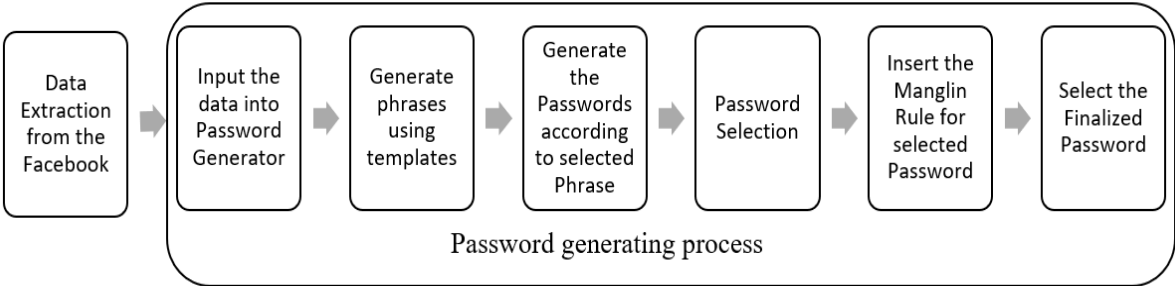 Data
Extraction
from the
Facebook
Input the
data into
Password
Generator
Generate
phrases
using
templates
Generate
the
Passwords
according
to selected
Phrase
Password
Selection
Insert the
Manglin
Rule for
selected
Password
Select the
Finalized
Password
Password generating process